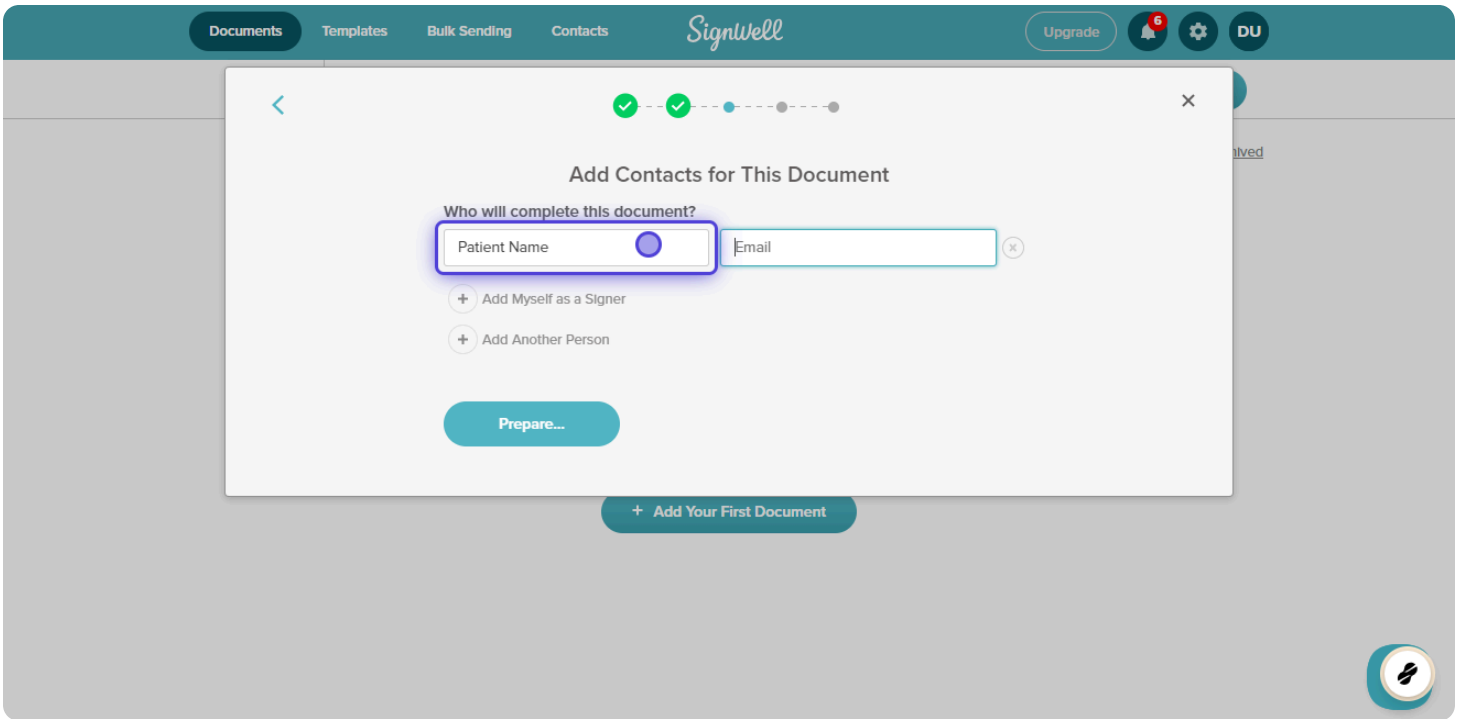 Documents Templates Bulk Sending Contacts SignWell Upgrade 6 DU
hived
Add Contacts for This Document
Who will complete this document?
Patient Name Email
Add Myself as a Signer
Add Another Person
Prepare...
+ Add Your First Document